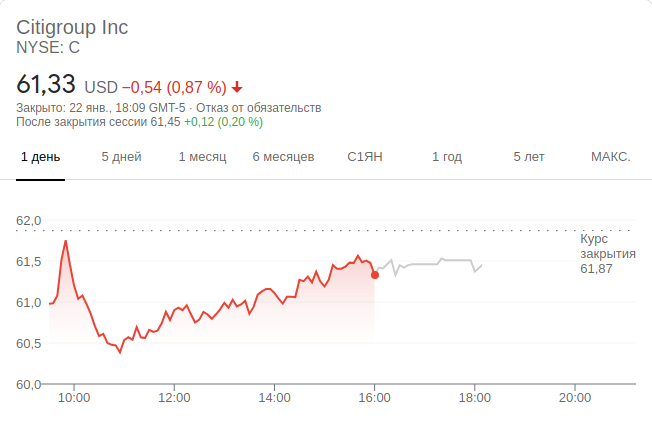 Citigroup Inc
NYSE: C
61,33 USD −0,54 (0,87 %)
Закрыто: 22 янв., 18:09 GMT-5 · Отказ от обязательств
После закрытия сессии 61,45 +0,12 (0,20 %)
1 день 5 дней 1 месяц 6 месяцев С1ЯН 1 год 5 лет МАКС.
62,0
Курс
закрытия
61,87
61,5
61,0
60,5
60,0
10:00 12:00 14:00 16:00 18:00 20:00